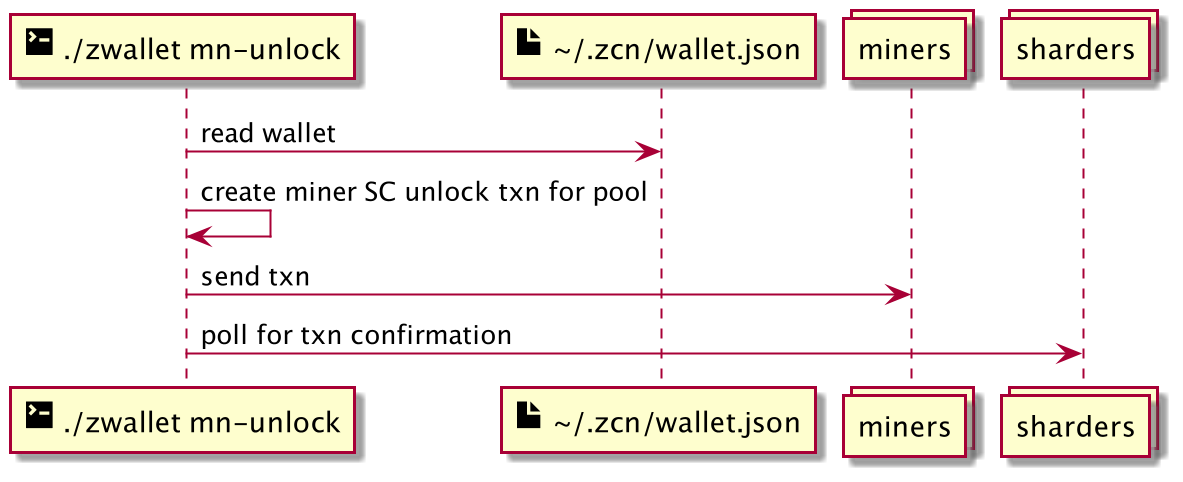 ./zwallet mn-unlock
~/.zcn/wallet.json
miners
sharders
read wallet
create miner SC unlock txn for pool
send txn
poll for txn confirmation
./zwallet mn-unlock
~/.zcn/wallet.json
miners
sharders